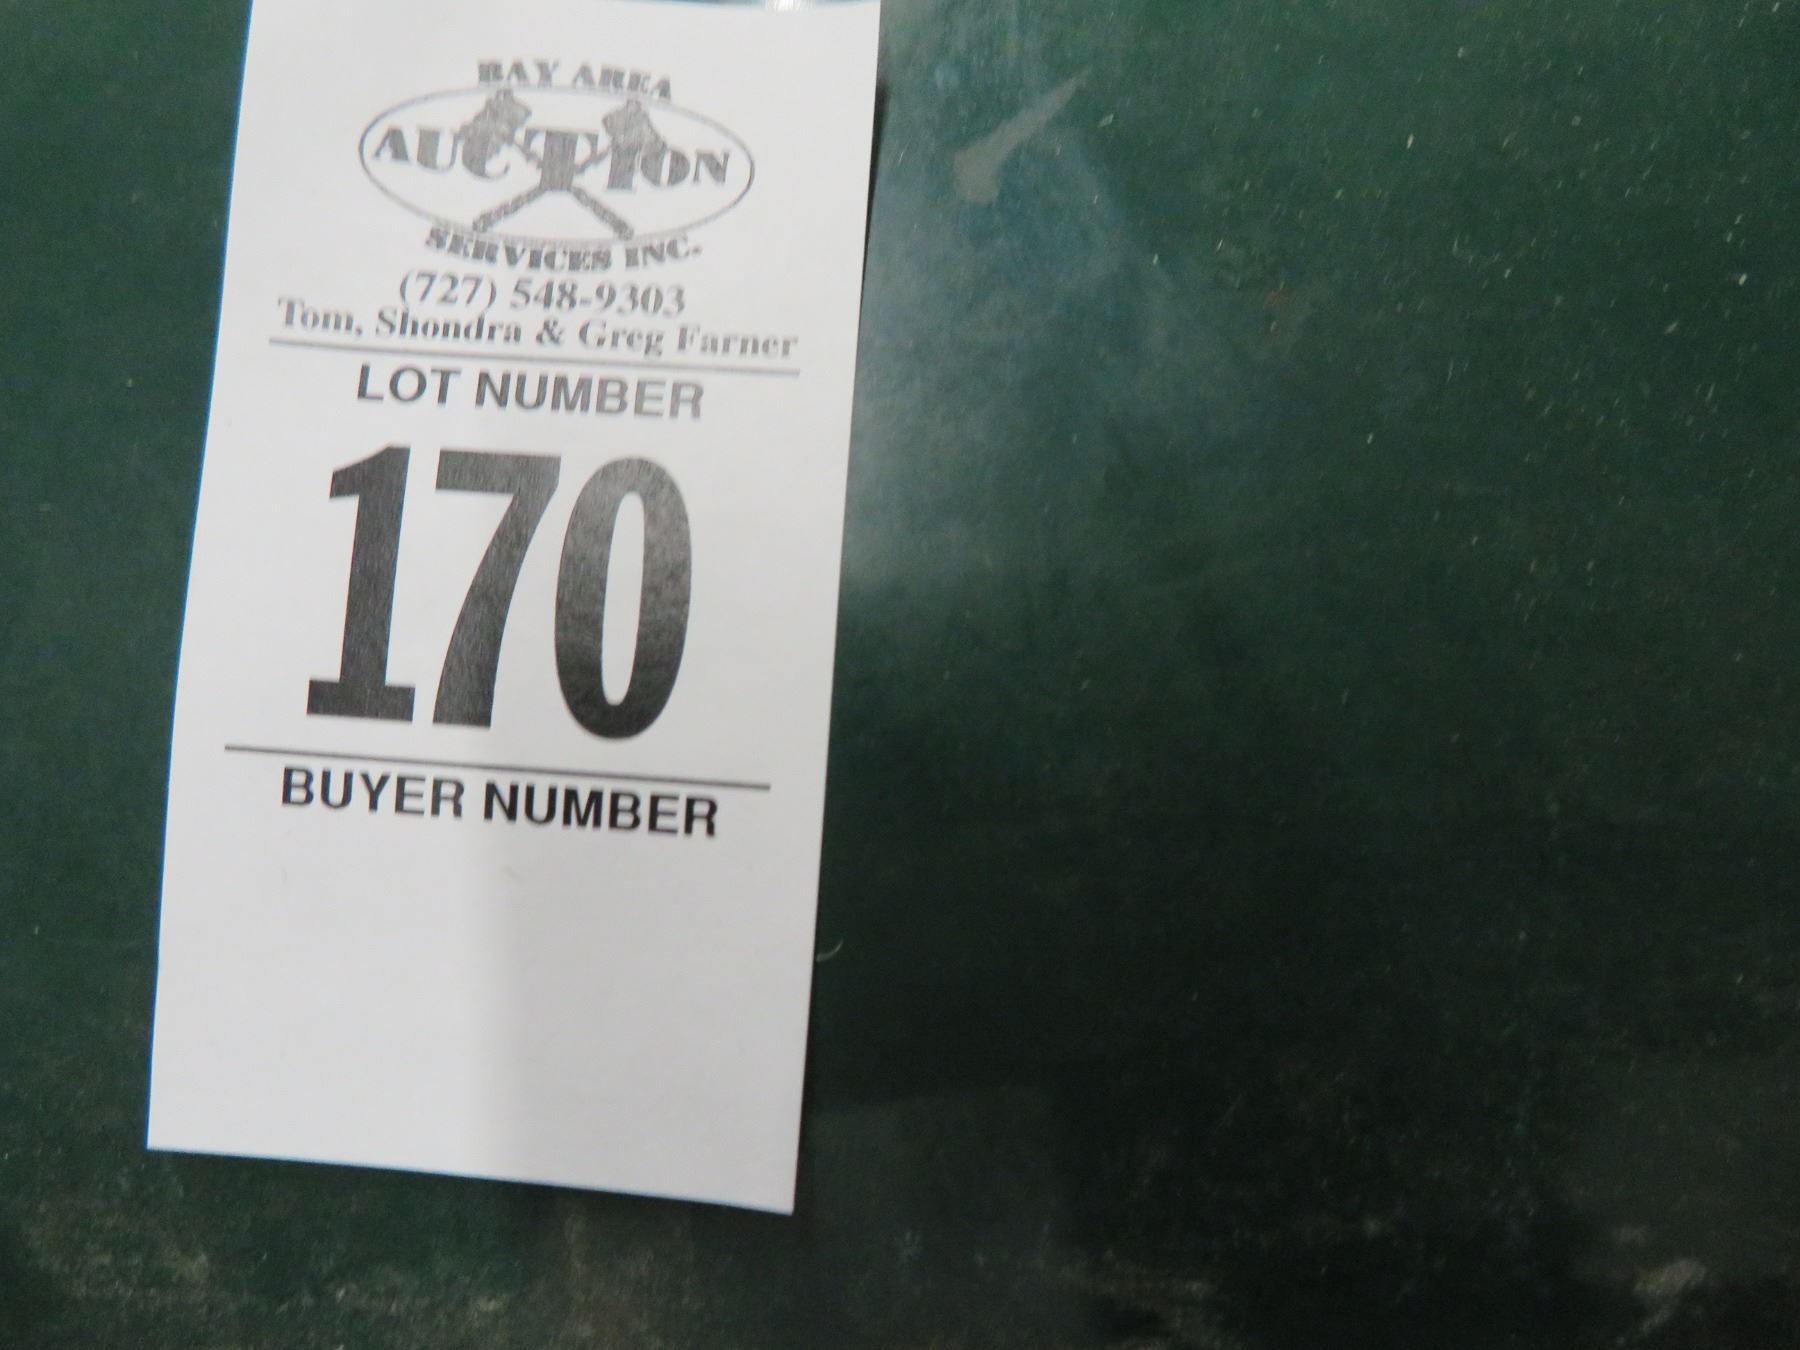 BAY AREA
AUCTION
SERVICES INC.
(727) 548-9303
Tom, Shondra & Greg Farner
LOT NUMBER
170
BUYER NUMBER